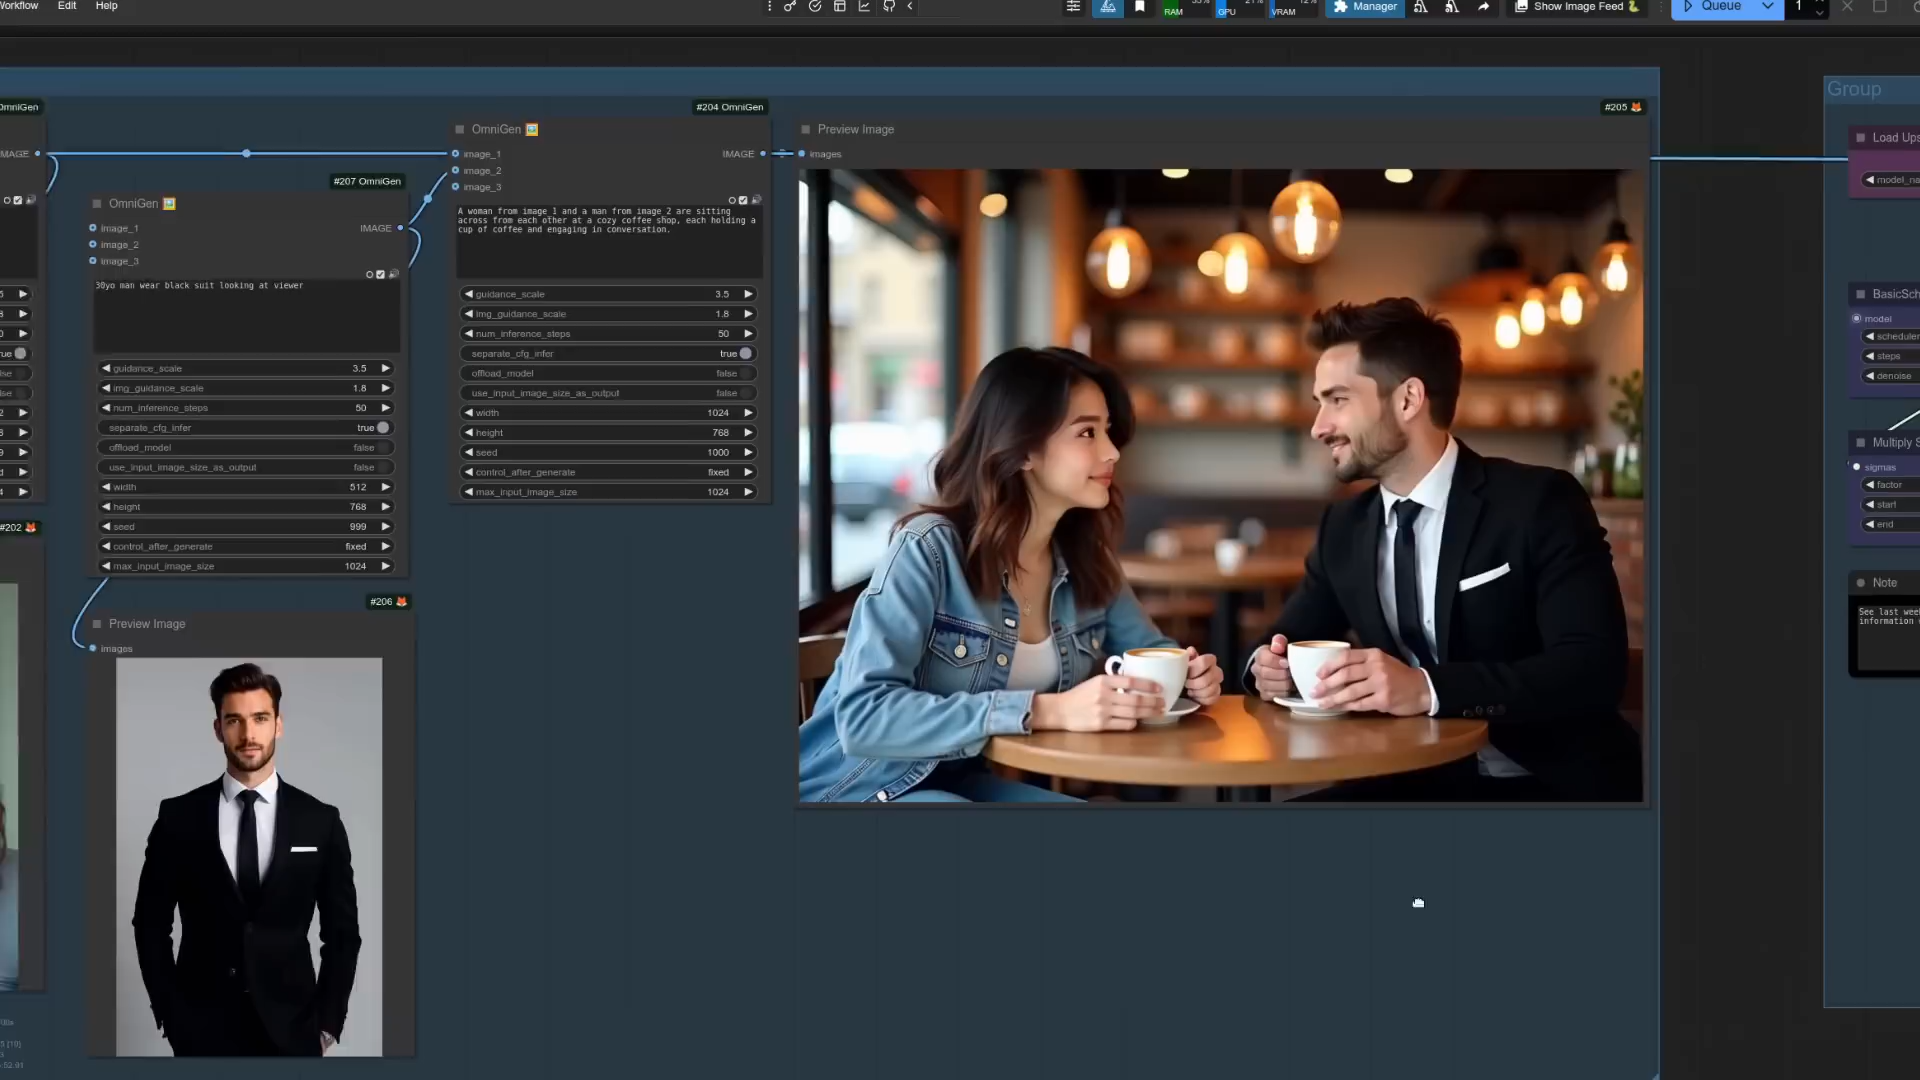 Workflow Edit Help
RAM
GPU 21%
VRAM 12%
Manager
Show Image Feed
Queue
1
OmniGen
IMAGE
#202
#207 OmniGen
OmniGen
image_1
image_2
image_3
IMAGE
30yo man wear black suit looking at viewer
guidance_scale 3.5
img_guidance_scale 1.8
num_inference_steps 50
separate_cfg_infer true
offload_model false
use_input_image_size_as_output false
width 512
height 768
seed 999
control_after_generate fixed
max_input_image_size 1024
#206
Preview Image
images
#204 OmniGen
OmniGen
image_1
image_2
image_3
IMAGE
A woman from image 1 and a man from image 2 are sitting
across from each other at a cozy coffee shop, each holding a
cup of coffee and engaging in conversation.
guidance_scale 3.5
img_guidance_scale 1.8
num_inference_steps 50
separate_cfg_infer true
offload_model false
use_input_image_size_as_output false
width 1024
height 768
seed 1000
control_after_generate fixed
max_input_image_size 1024
#205
Preview Image
images
Group
Load Ups
model_na
BasicSch
model
scheduler
steps
denoise
Multiply S
sigmas
factor
start
end
Note
See last wee
information